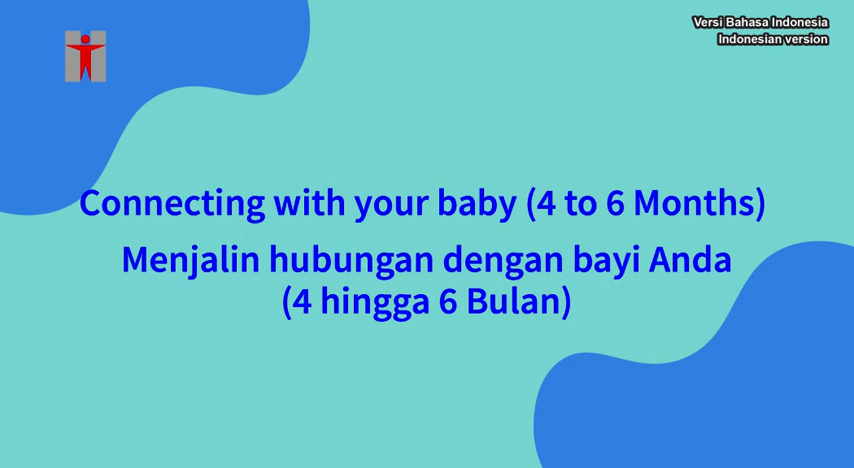 Versi Bahasa Indonesia
Indonesian version
Connecting with your baby (4 to 6 Months)
Menjalin hubungan dengan bayi Anda
(4 hingga 6 Bulan)